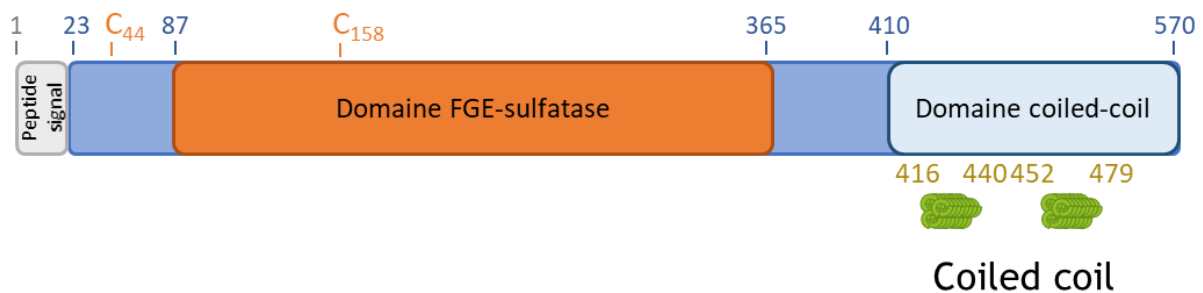 1 23 C44 87 C158 365 410 570
Peptide
signal
Domaine FGE-sulfatase
Domaine coiled-coil
416 440 452 479
Coiled coil